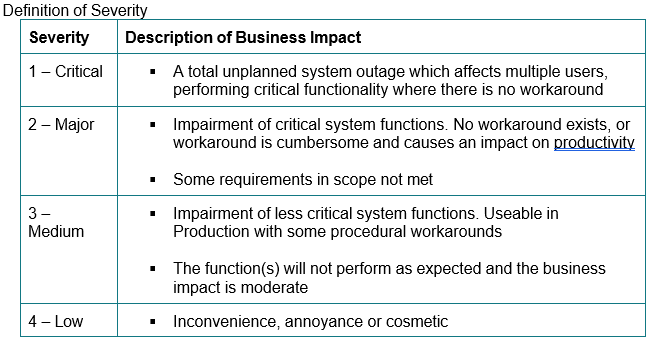 Definition of Severity
Severity Description of Business Impact
1 – Critical ▪ A total unplanned system outage which affects multiple users,
performing critical functionality where there is no workaround
2 – Major ▪ Impairment of critical system functions. No workaround exists, or
workaround is cumbersome and causes an impact on productivity
▪ Some requirements in scope not met
3 –
Medium
▪ Impairment of less critical system functions. Useable in
Production with some procedural workarounds
▪ The function(s) will not perform as expected and the business
impact is moderate
4 – Low ▪ Inconvenience, annoyance or cosmetic